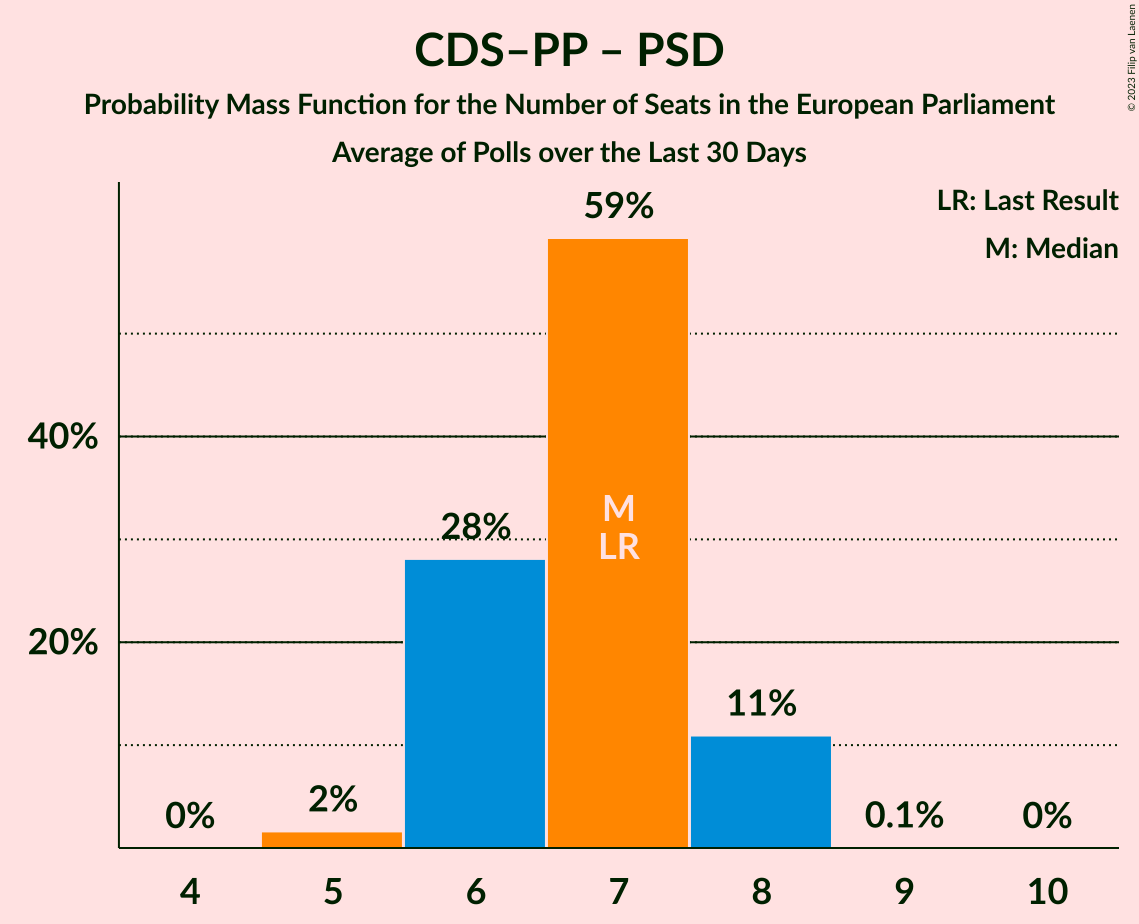 CDS–PP – PSD
Probability Mass Function for the Number of Seats in the European Parliament
Average of Polls over the Last 30 Days
© 2023 Filip van Laenen
LR: Last Result
M: Median
59%
40%
28%
M
LR
20%
11%
2%
0%
0.1%
0%
4 5 6 7 8 9 10